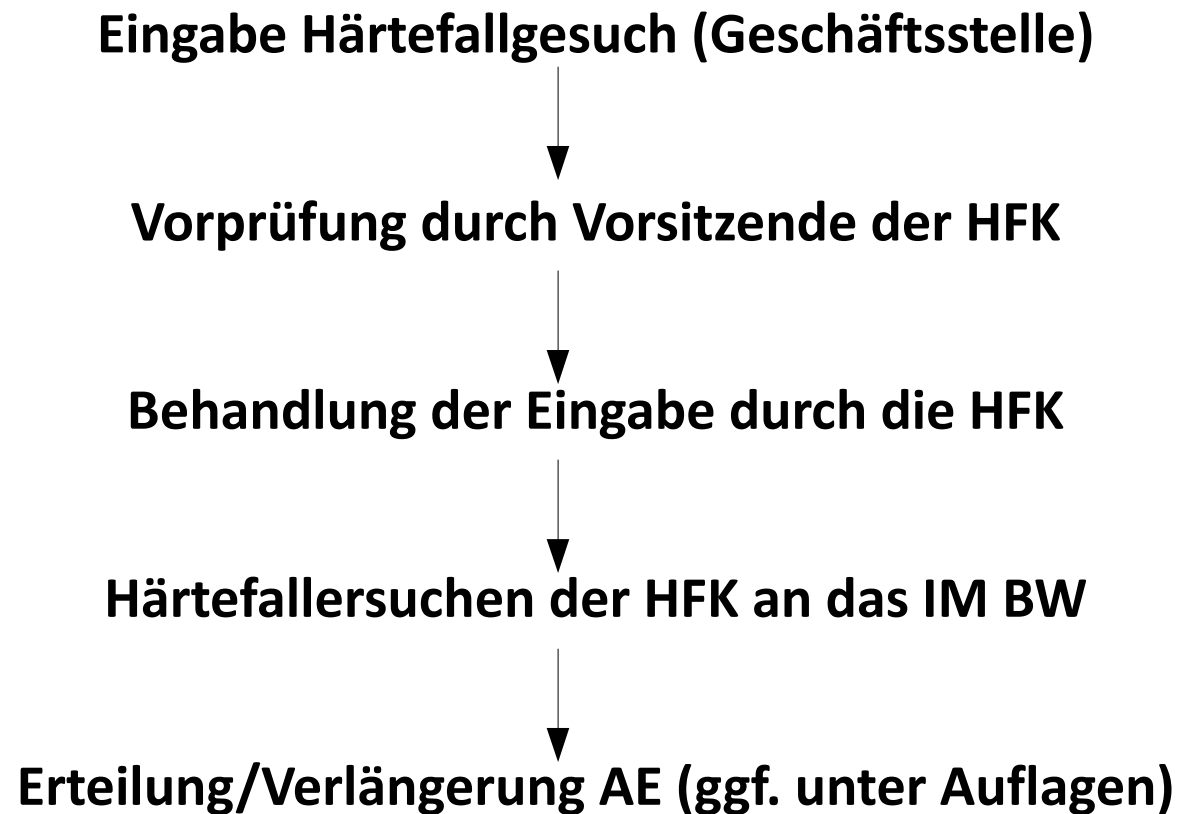 Eingabe Härtefallgesuch (Geschäftsstelle)
Vorprüfung durch Vorsitzende der HFK
Behandlung der Eingabe durch die HFK
Härtefallersuchen der HFK an das IM BW
Erteilung/Verlängerung AE (ggf. unter Auflagen)